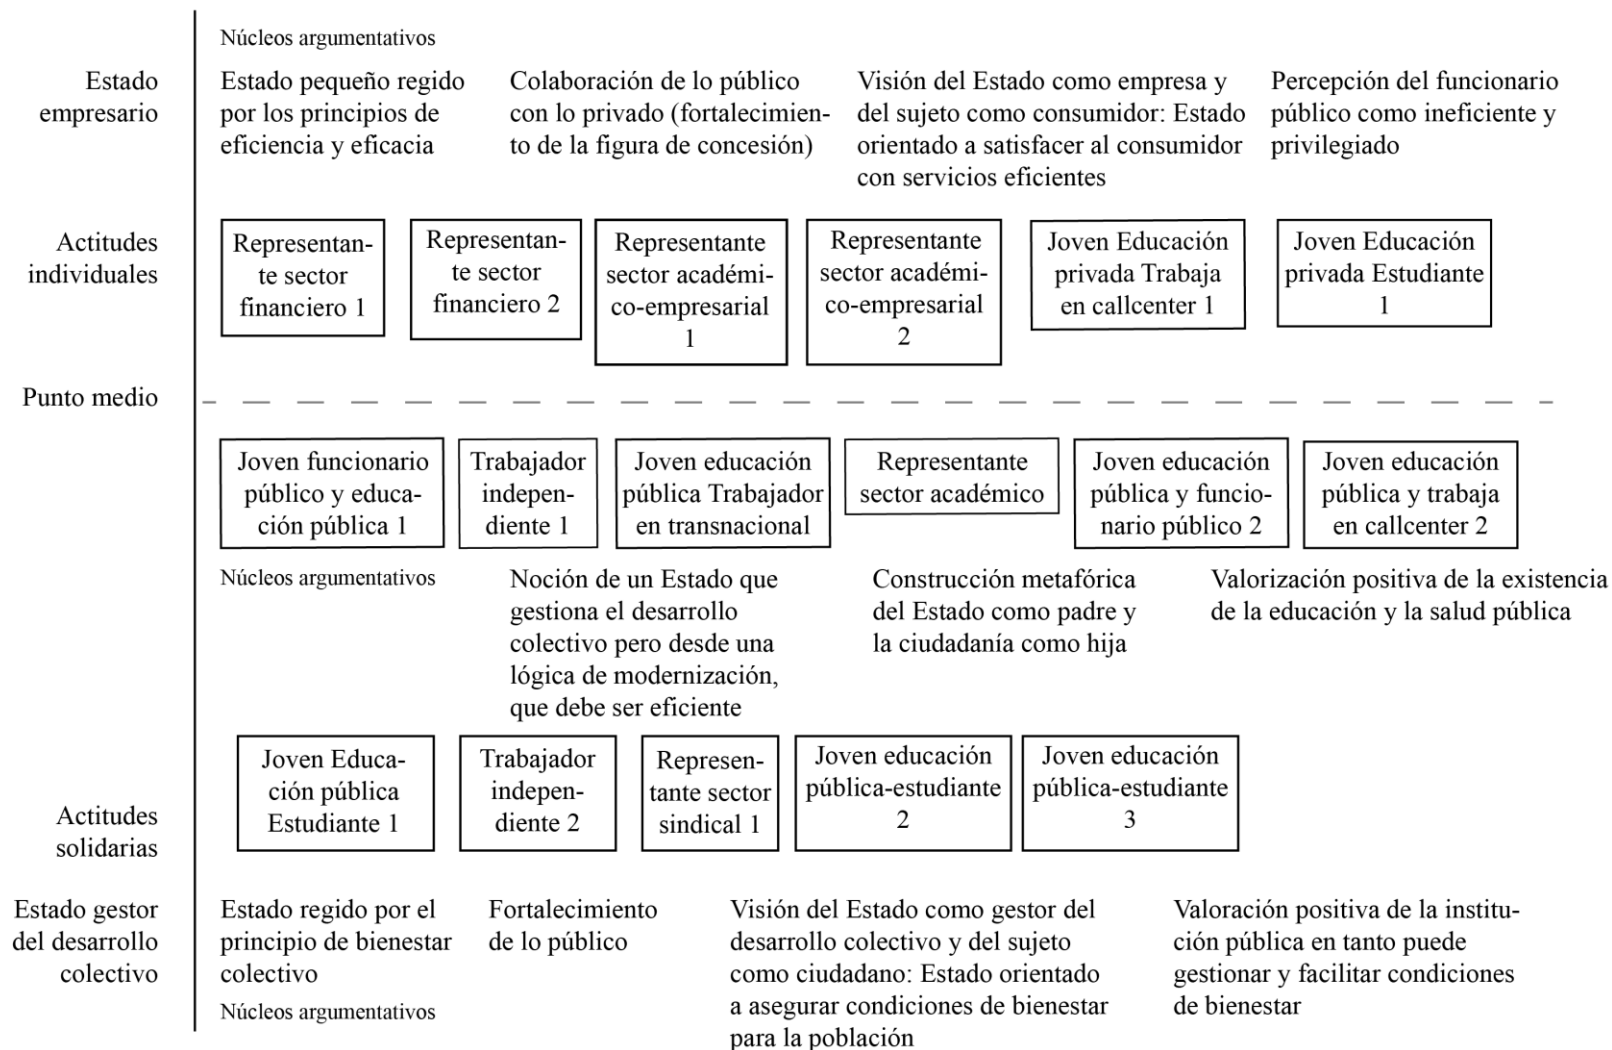 Núcleos argumentativos
Estado
empresario
Estado pequeño regido
por los principios de
eficiencia y eficacia
Colaboración de lo público
con lo privado (fortalecimien-
to de la figura de concesión)
Visión del Estado como empresa y
del sujeto como consumidor: Estado
orientado a satisfacer al consumidor
con servicios eficientes
Percepción del funcionario
público como ineficiente y
privilegiado
Actitudes
individuales
Representan-
te sector
financiero 1
Representan-
te sector
financiero 2
Representante
sector académi-
co-empresarial
1
Representante
sector académi-
co-empresarial
2
Joven Educación
privada Trabaja
en callcenter 1
Joven Educación
privada Estudiante
1
Punto medio
Joven funcionario
público y educa-
ción pública 1
Trabajador
indepen-
diente 1
Joven educación
pública Trabajador
en transnacional
Representante
sector académico
Joven educación
pública y funcio-
nario público 2
Joven educación
pública y trabaja
en callcenter 2
Núcleos argumentativos
Noción de un Estado que
gestiona el desarrollo
colectivo pero desde una
lógica de modernización,
que debe ser eficiente
Construcción metafórica
del Estado como padre y
la ciudadanía como hija
Valorización positiva de la existencia
de la educación y la salud pública
Actitudes
solidarias
Joven Educa-
ción pública
Estudiante 1
Trabajador
indepen-
diente 2
Represen-
tante sector
sindical 1
Joven educación
pública-estudiante
2
Joven educación
pública-estudiante
3
Estado gestor
del desarrollo
colectivo
Estado regido por el
principio de bienestar
colectivo
Fortalecimiento
de lo público
Visión del Estado como gestor del
desarrollo colectivo y del sujeto
como ciudadano: Estado orientado
a asegurar condiciones de bienestar
para la población
Valoración positiva de la institu-
ción pública en tanto puede
gestionar y facilitar condiciones
de bienestar
Núcleos argumentativos